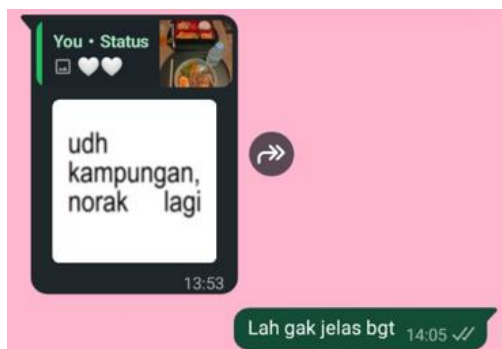 You • Status
🤍🤍
udh
kampungan,
norak lagi
13:53
Lah gak jelas bgt 14:05